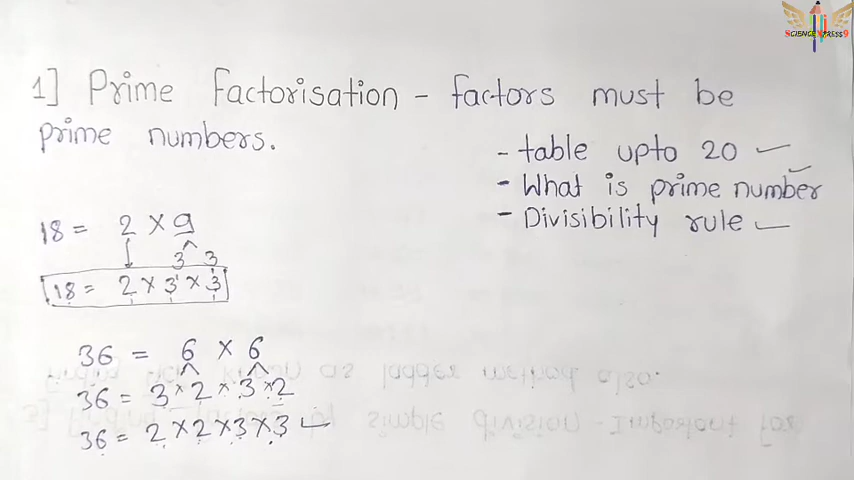 SCIENCEXPRESS9
1] Prime Factorisation - factors must be
prime numbers.
- table upto 20
- What is prime number
- Divisibility rule
18 = 2 × 9
3 3
18 = 2 × 3 × 3
36 = 6 × 6
36 = 3 × 2 × 3 × 2
36 = 2 × 2 × 3 × 3